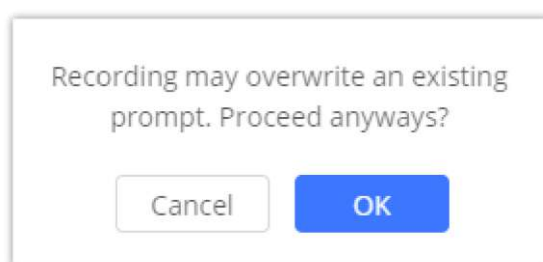 Recording may overwrite an existing
prompt. Proceed anyways?
Cancel OK